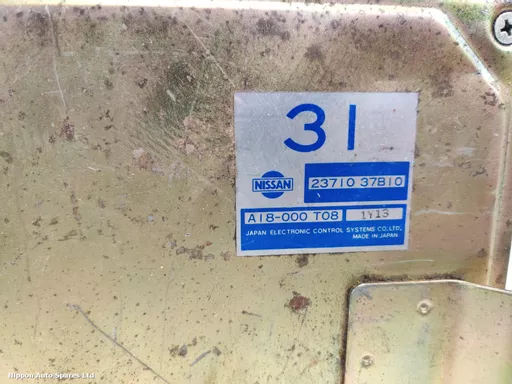 31
NISSAN
23710 37B10
A18-000 T08
1Y13
JAPAN ELECTRONIC CONTROL SYSTEMS CO.,LTD.
MADE IN JAPAN
Nippon Auto Spares Ltd